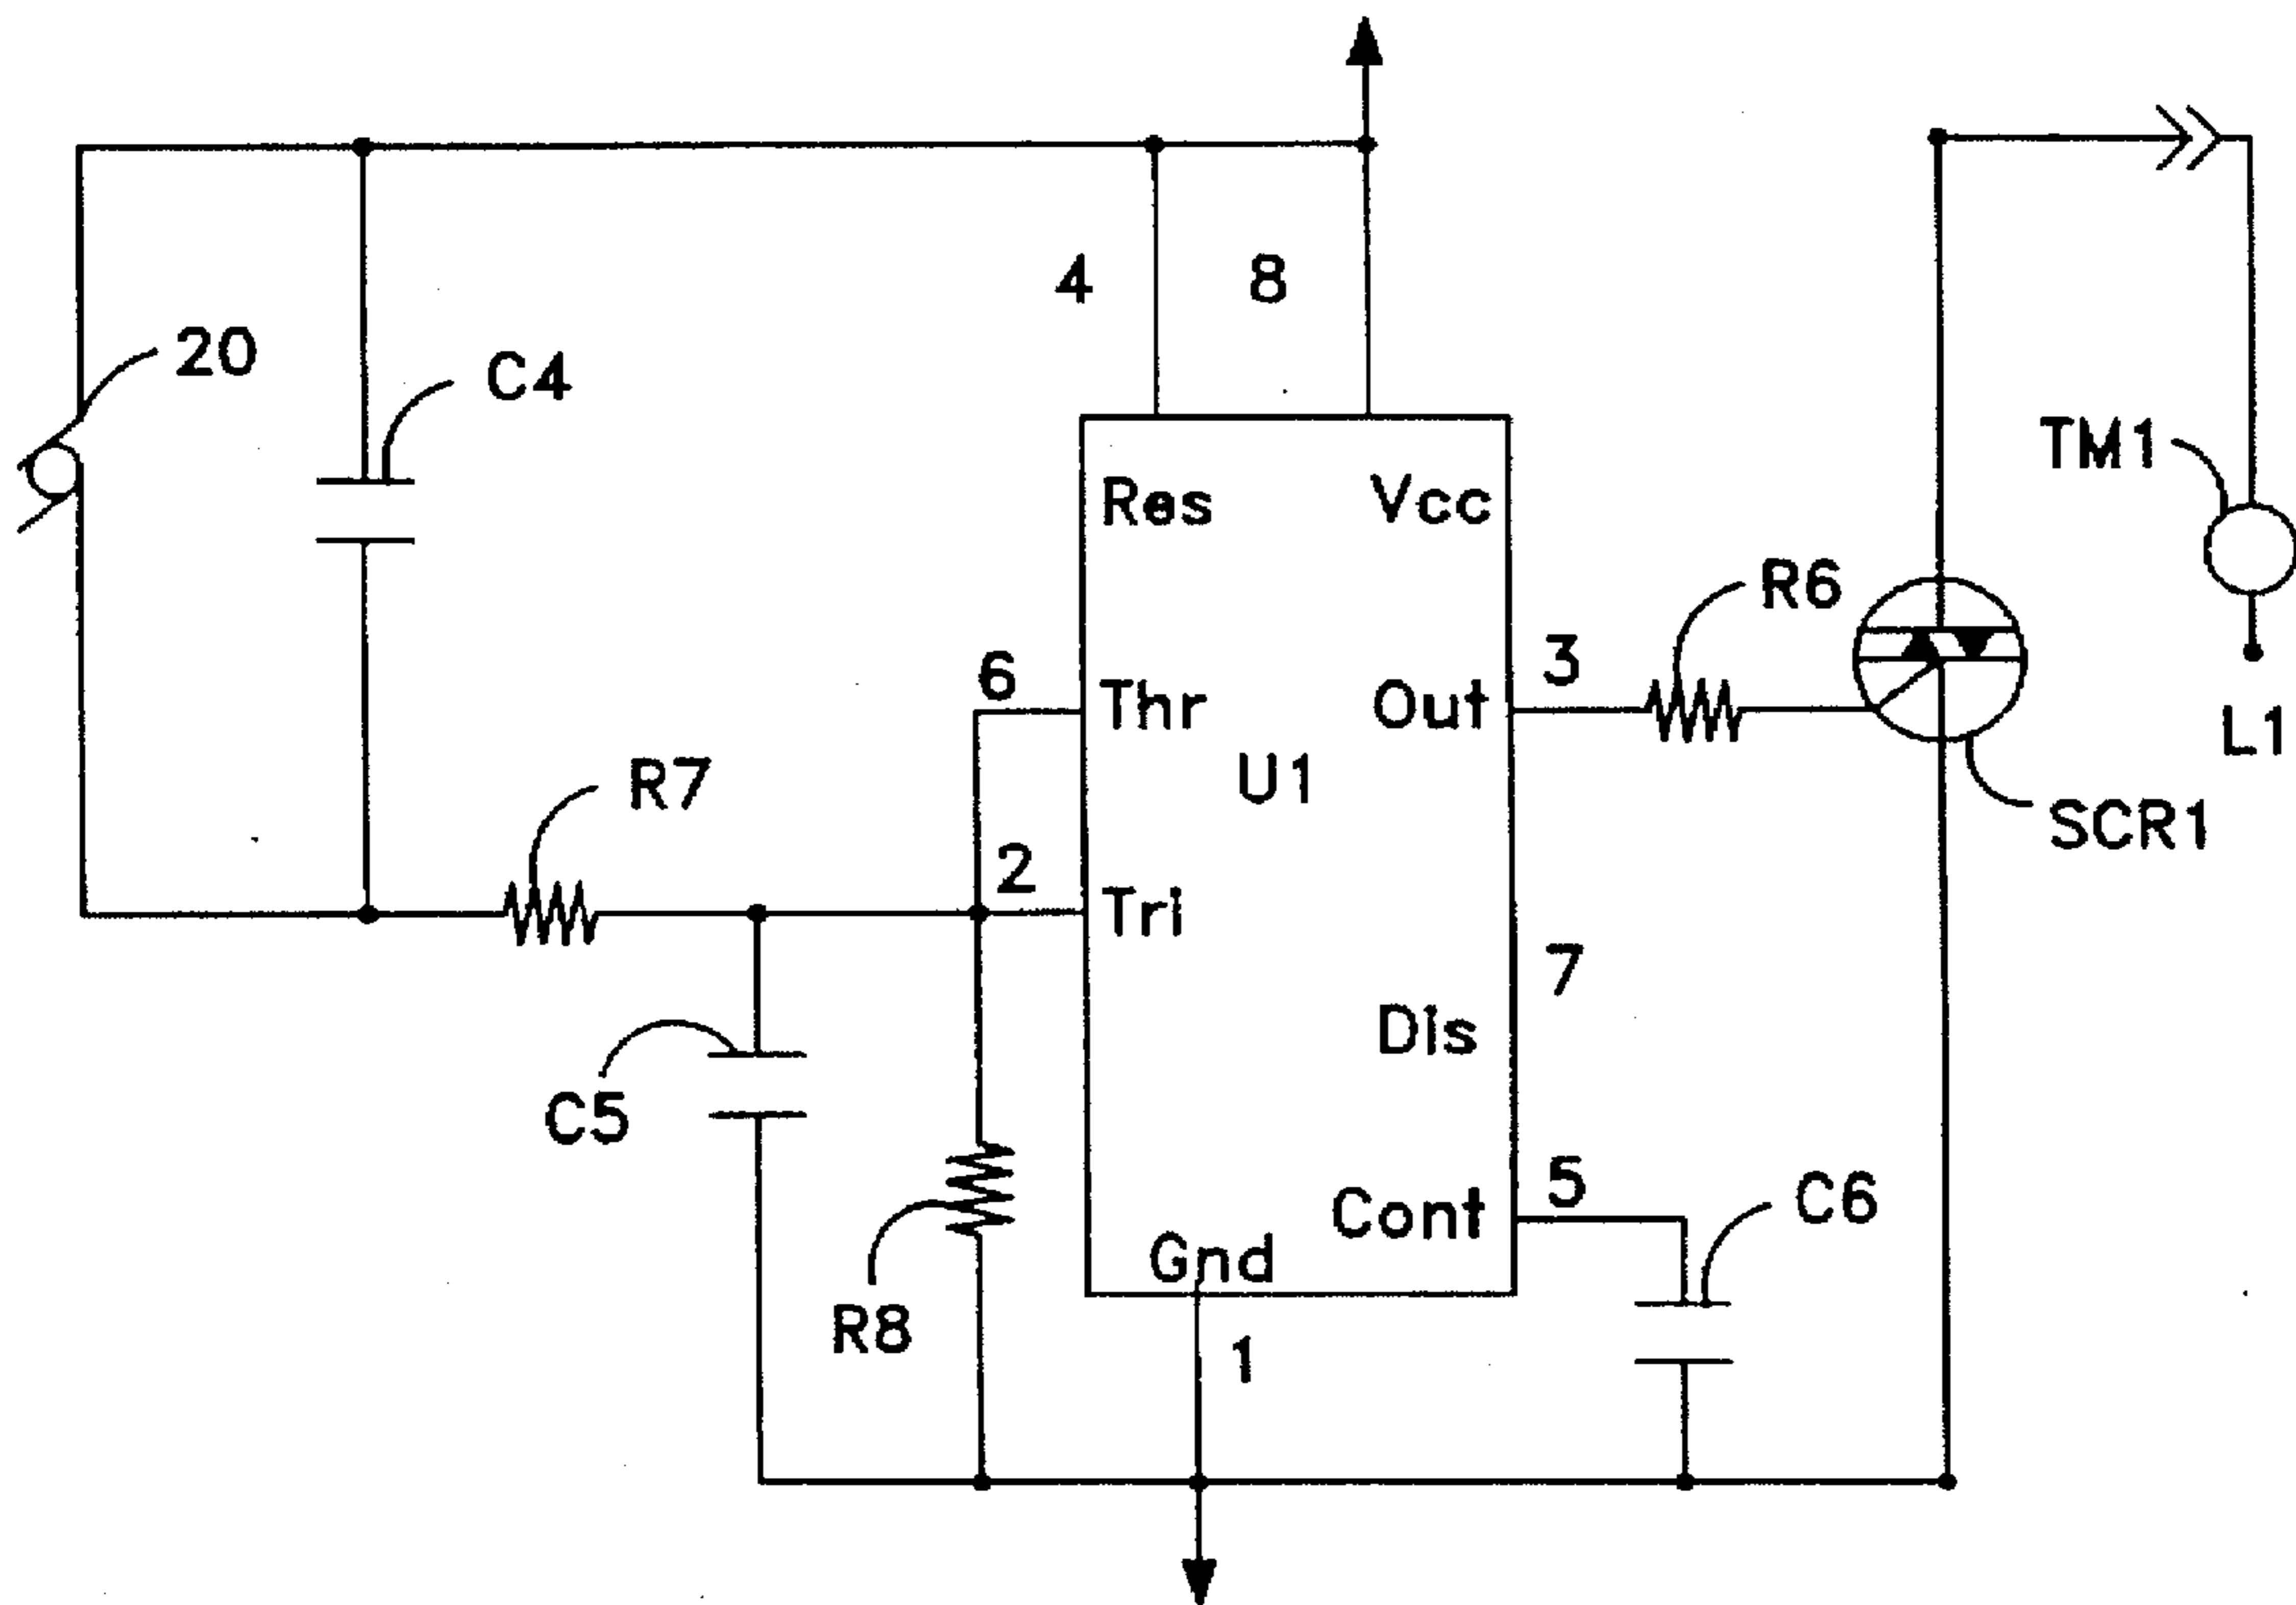 4 8
20
C4
TM1
Res Vcc
R6
6 Thr Out 3
L1
U1
R7
SCR1
2 Tri
7
Dis
C5
Cont 5 C6
Gnd
R8
1